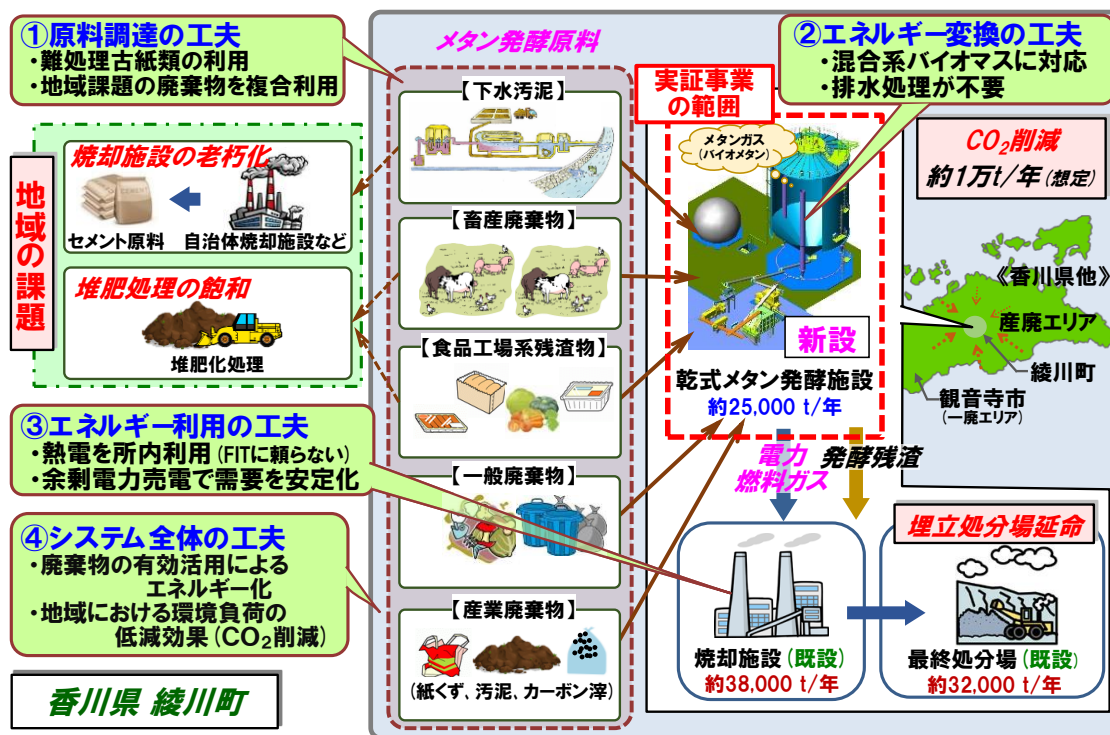 ①原料調達の工夫
・難処理古紙類の利用
・地域課題の廃棄物を複合利用
地域の課題
焼却施設の老朽化
CEMENT
セメント原料
自治体焼却施設など
堆肥処理の飽和
堆肥化処理
③エネルギー利用の工夫
・熱電を所内利用(FITに頼らない)
・余剰電力売電で需要を安定化
④システム全体の工夫
・廃棄物の有効活用による
エネルギー化
・地域における環境負荷の
低減効果(CO₂削減)
香川県 綾川町
メタン発酵原料
【下水汚泥】
【畜産廃棄物】
【食品工場系残渣物】
【一般廃棄物】
【産業廃棄物】
(紙くず、汚泥、カーボン滓)
②エネルギー変換の工夫
・混合系バイオマスに対応
・排水処理が不要
実証事業
の範囲
メタンガス
(バイオメタン)
新設
乾式メタン発酵施設
約25,000 t/年
CO₂削減
約1万t/年(想定)
《香川県他》
産廃エリア
綾川町
観音寺市
(一廃エリア)
電力
燃料ガス
発酵残渣
埋立処分場延命
焼却施設(既設)
約38,000 t/年
最終処分場(既設)
約32,000 t/年